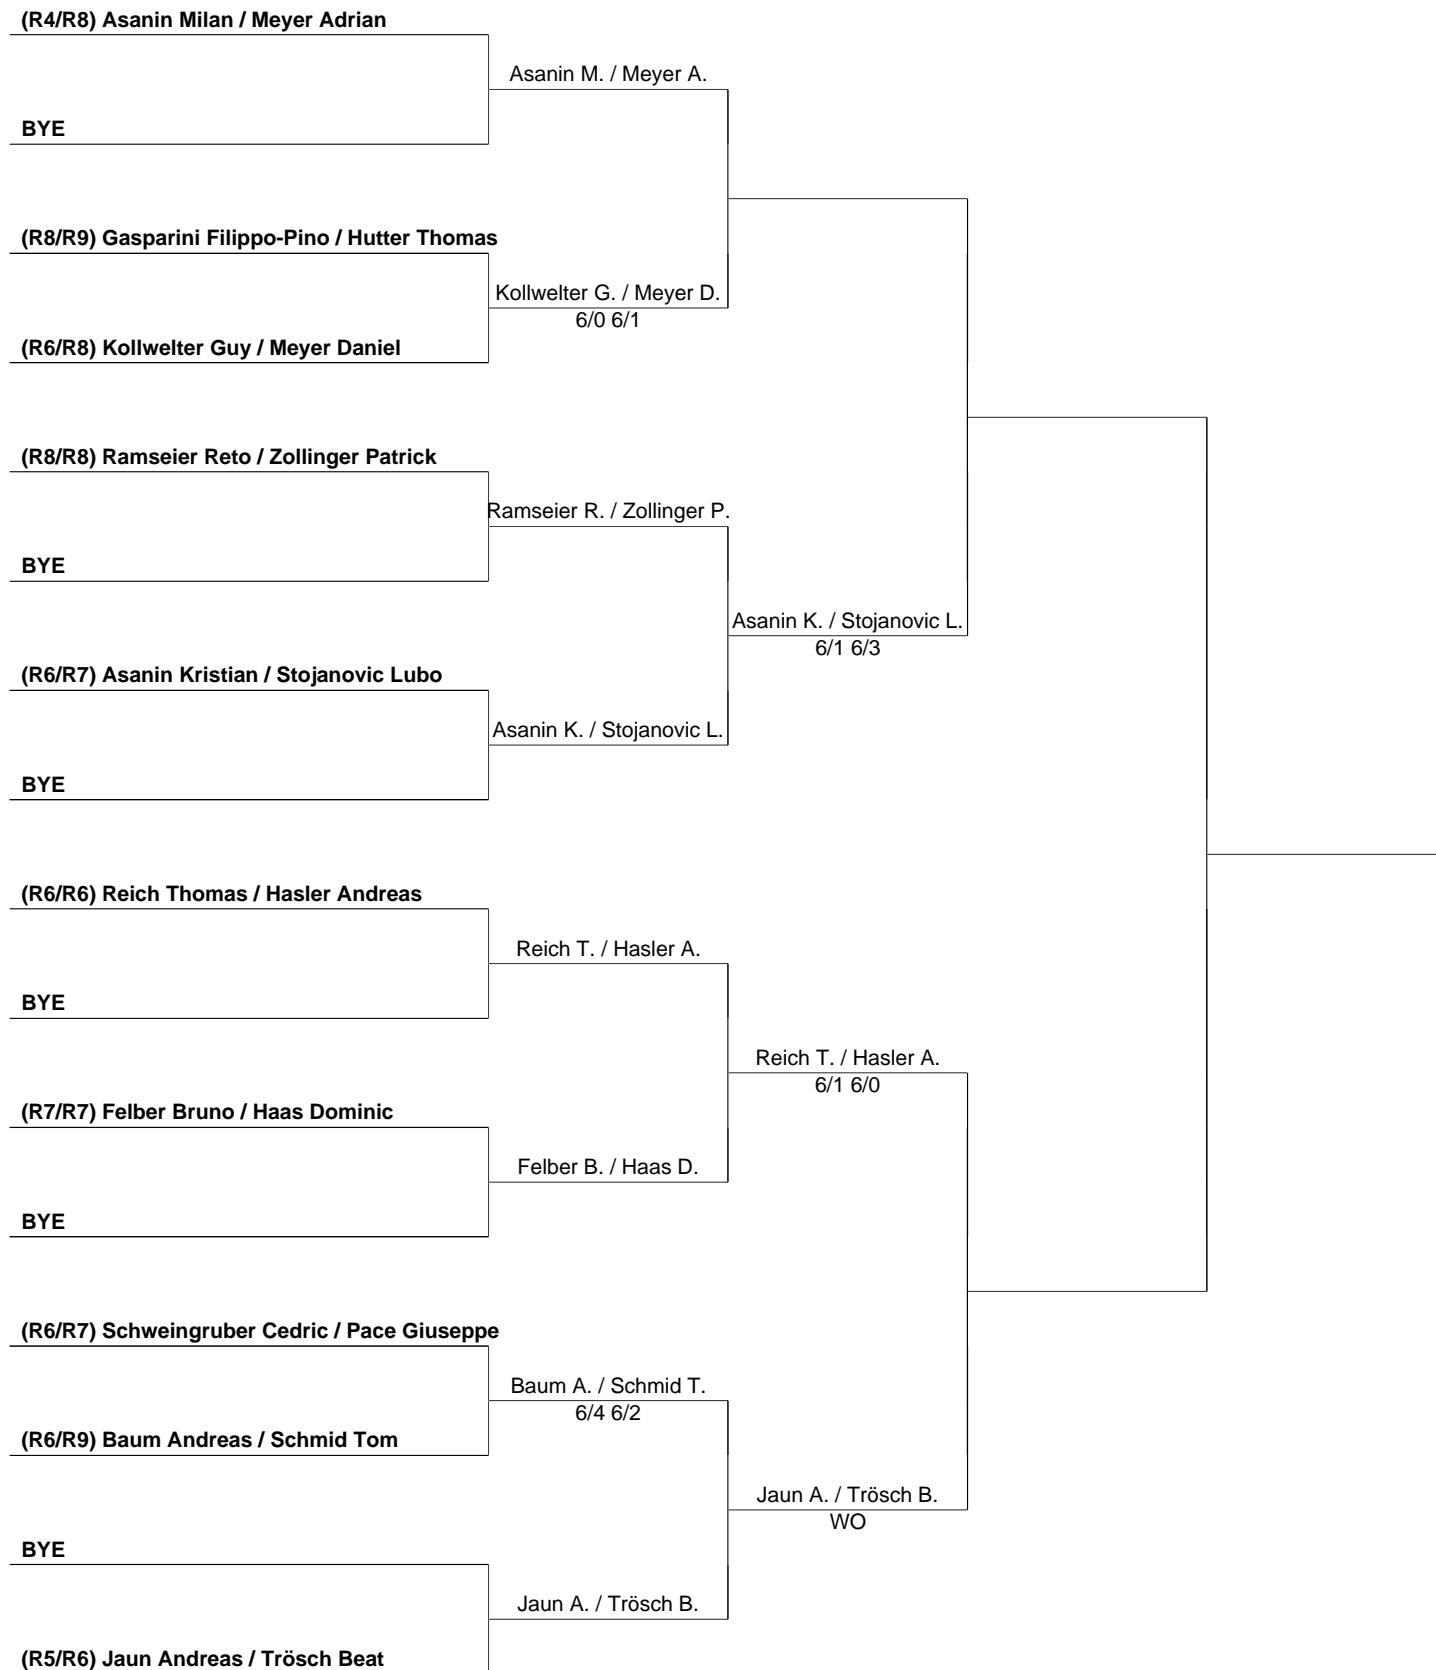 (R4/R8) Asanin Milan / Meyer Adrian
Asanin M. / Meyer A.
BYE
(R8/R9) Gasparini Filippo-Pino / Hutter Thomas
Kollwelter G. / Meyer D.
6/0 6/1
(R6/R8) Kollwelter Guy / Meyer Daniel
(R8/R8) Ramseier Reto / Zollinger Patrick
Ramseier R. / Zollinger P.
BYE
Asanin K. / Stojanovic L.
6/1 6/3
(R6/R7) Asanin Kristian / Stojanovic Lubo
Asanin K. / Stojanovic L.
BYE
(R6/R6) Reich Thomas / Hasler Andreas
Reich T. / Hasler A.
BYE
Reich T. / Hasler A.
6/1 6/0
(R7/R7) Felber Bruno / Haas Dominic
Felber B. / Haas D.
BYE
(R6/R7) Schweingruber Cedric / Pace Giuseppe
Baum A. / Schmid T.
6/4 6/2
(R6/R9) Baum Andreas / Schmid Tom
Jaun A. / Trösch B.
WO
BYE
Jaun A. / Trösch B.
(R5/R6) Jaun Andreas / Trösch Beat